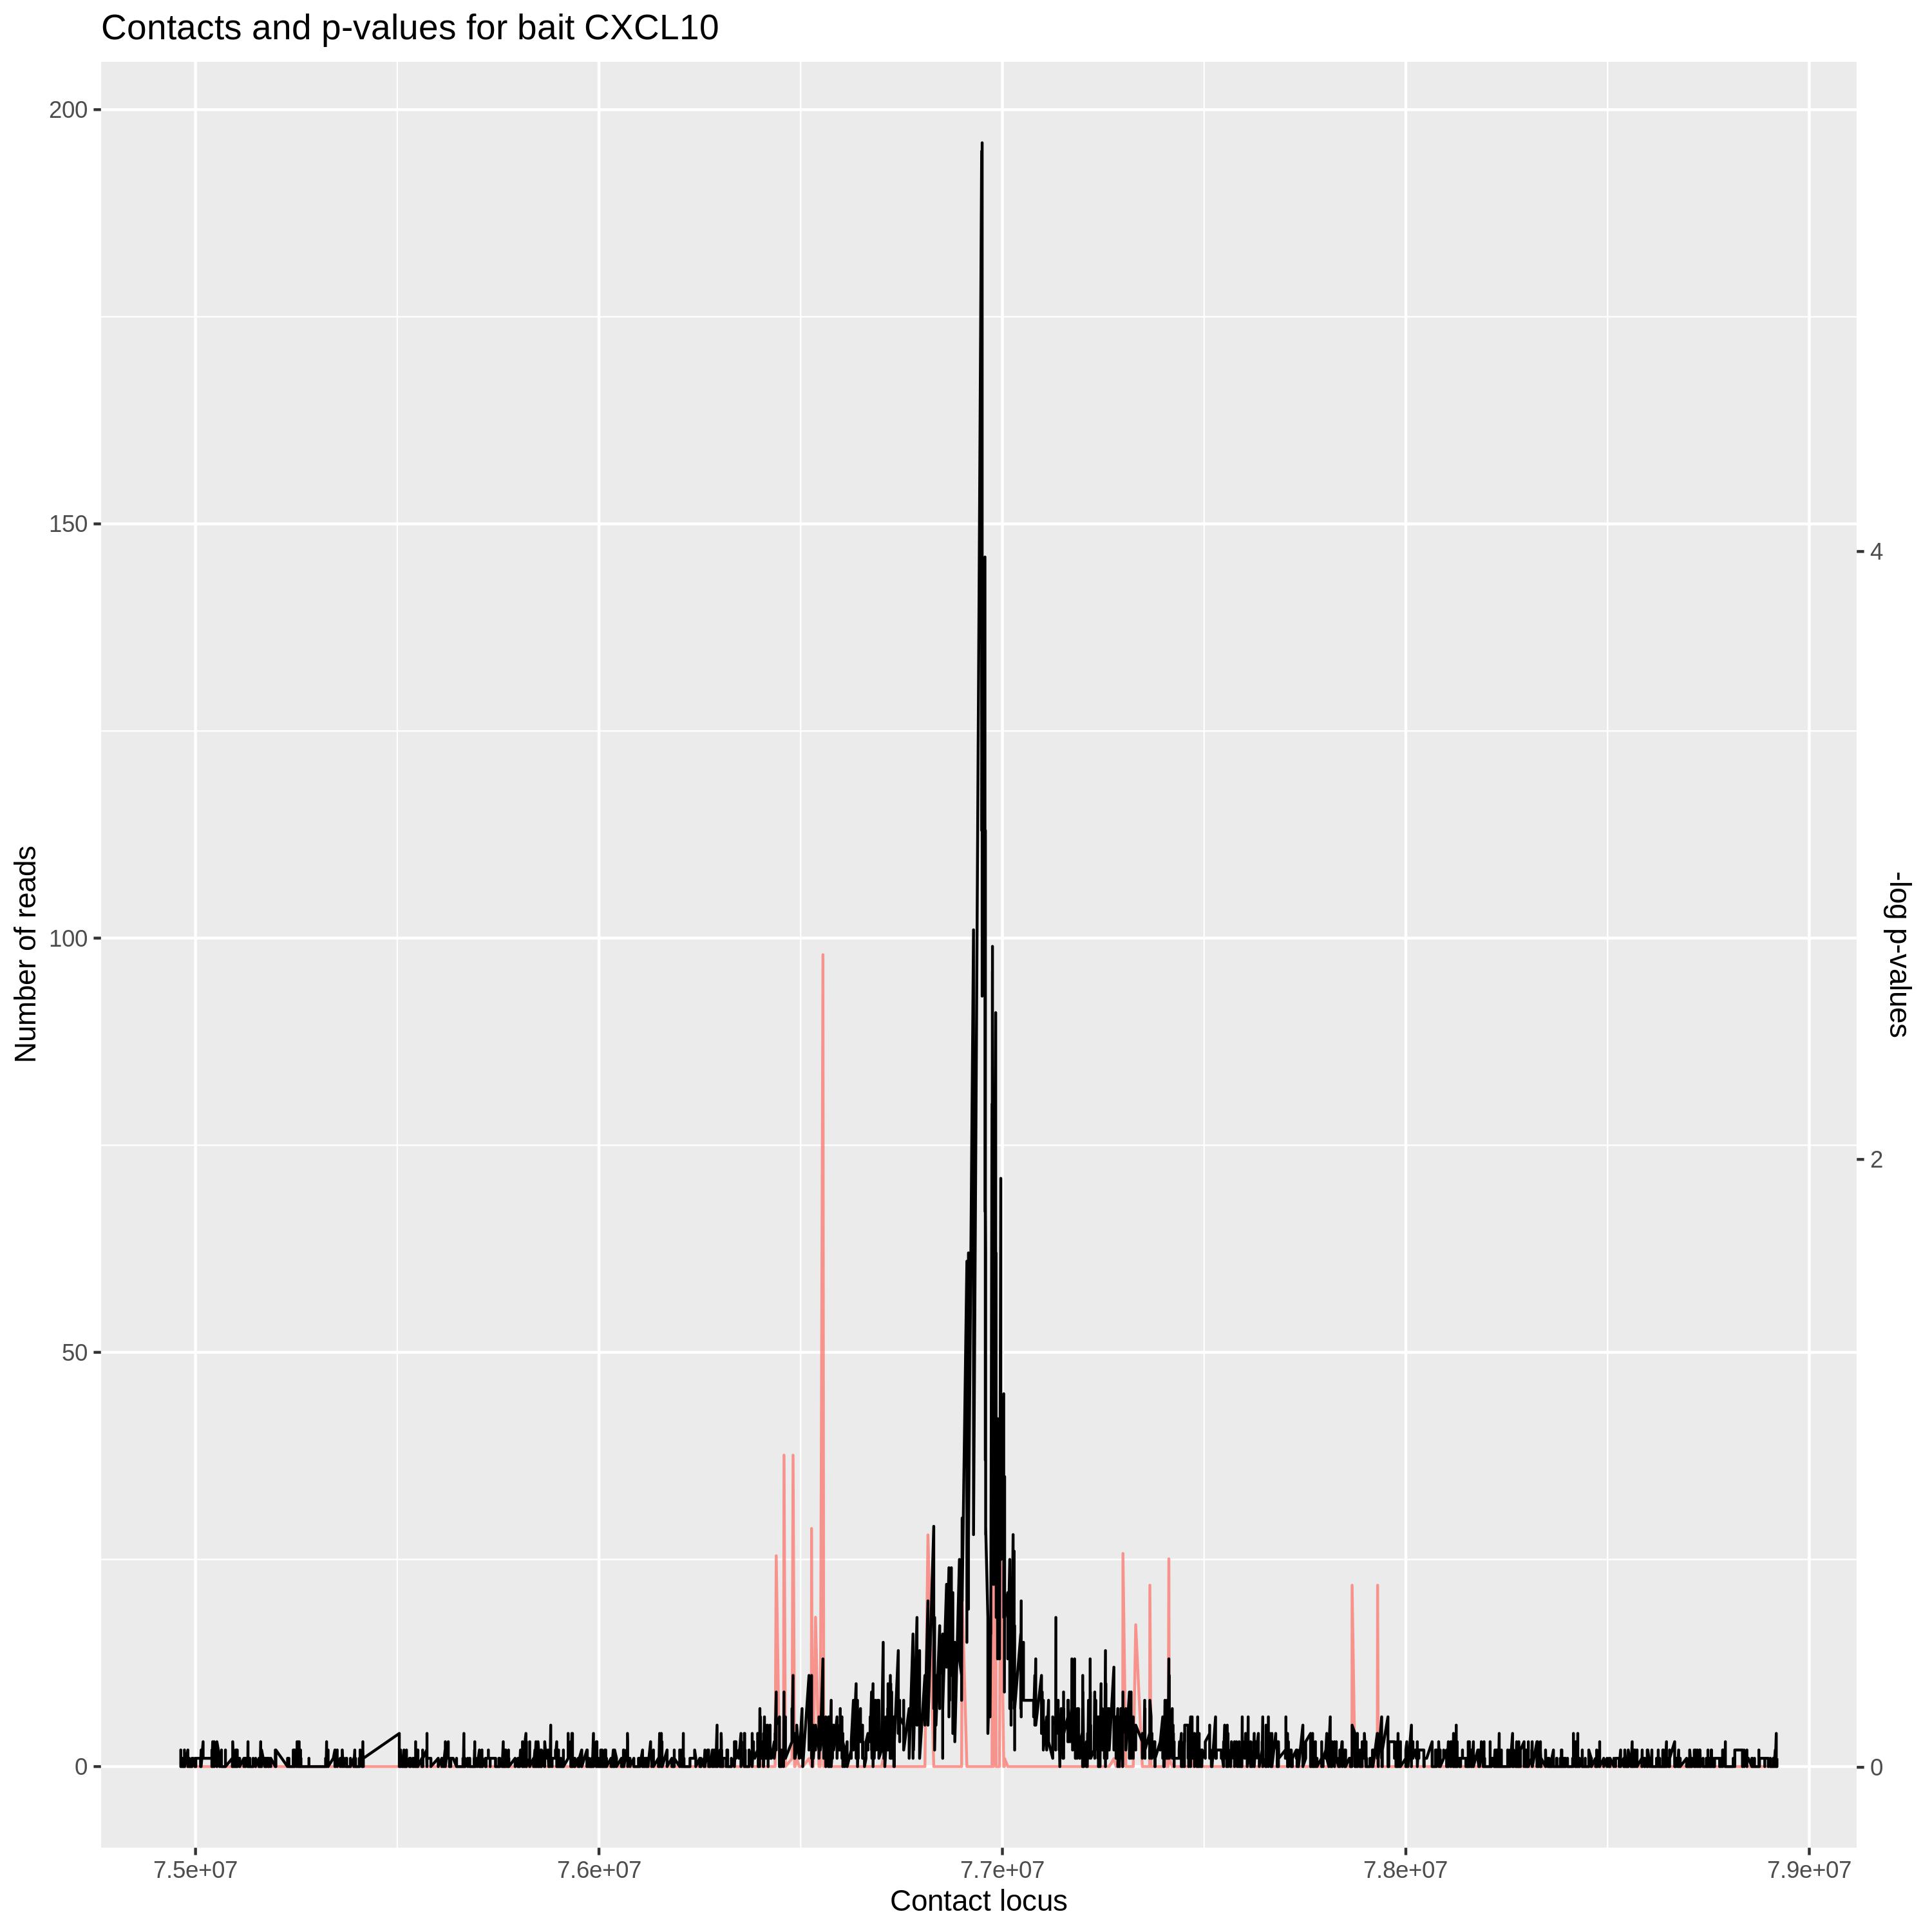 Contacts and p-values for bait CXCL10
200
150
100
50
0
Number of reads
4
2
0
-log p-values
7.5e+07 7.6e+07 7.7e+07 7.8e+07 7.9e+07
Contact locus